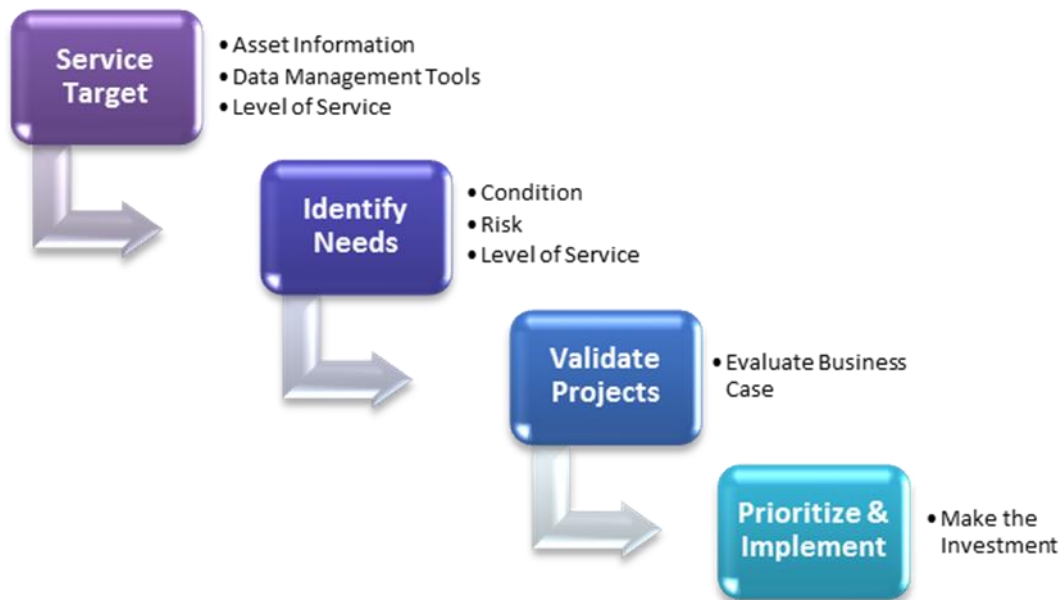 Service
Target
• Asset Information
• Data Management Tools
• Level of Service
Identify
Needs
• Condition
• Risk
• Level of Service
Validate
Projects
• Evaluate Business
Case
Prioritize &
Implement
• Make the
Investment